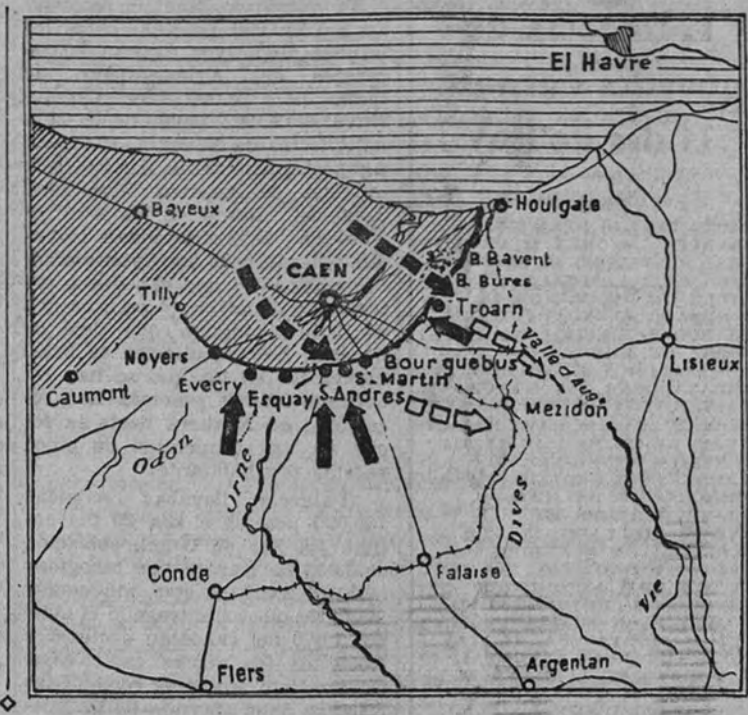 El Havre
Bayeux
Houlgate
B. Bavent
CAEN
B. Bures
Tilly
Troarn
Valle d'Auge
Lisieux
Noyers
Bourguebus
St Martin
Evecry
Caumont
Esquay
S. Andres
Mezidon
Odon
Orne
Dives
Conde
Falaise
Vie
Flers
Argentan